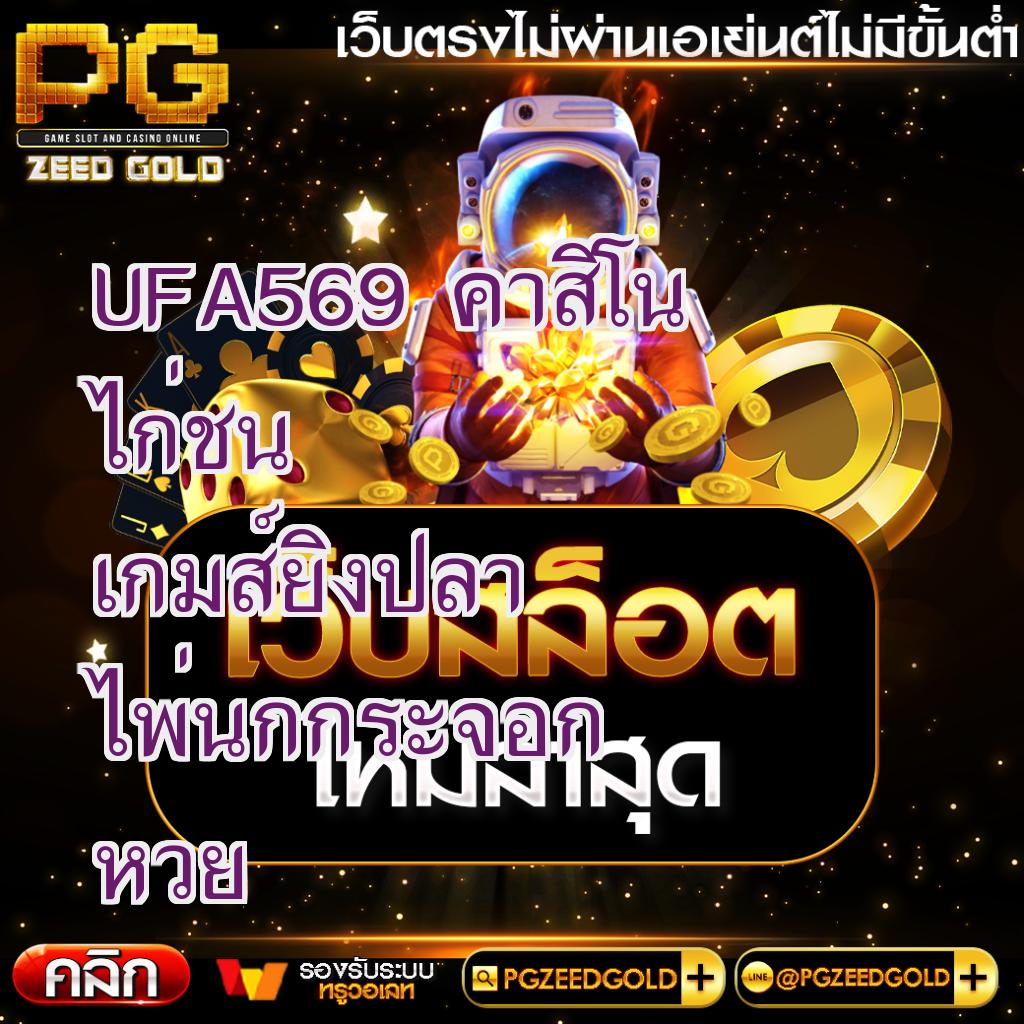 เว็บตรงไม่ผ่านเอเย่นต์ไม่มีขั้นต่ำ
PG
GAME SLOT AND CASINO ONLINE
ZEED GOLD
UFA569 คาสิโน
ไก่ชน
เกมส์ยิงปลา
เว็บสล็อต
ไพ่นกกระจอก
ใหม่ล่าสุด
หวย
คลิก
รองรับระบบ
ทรูวอเลท
PGZEEDGOLD +
LINE @PGZEEDGOLD +